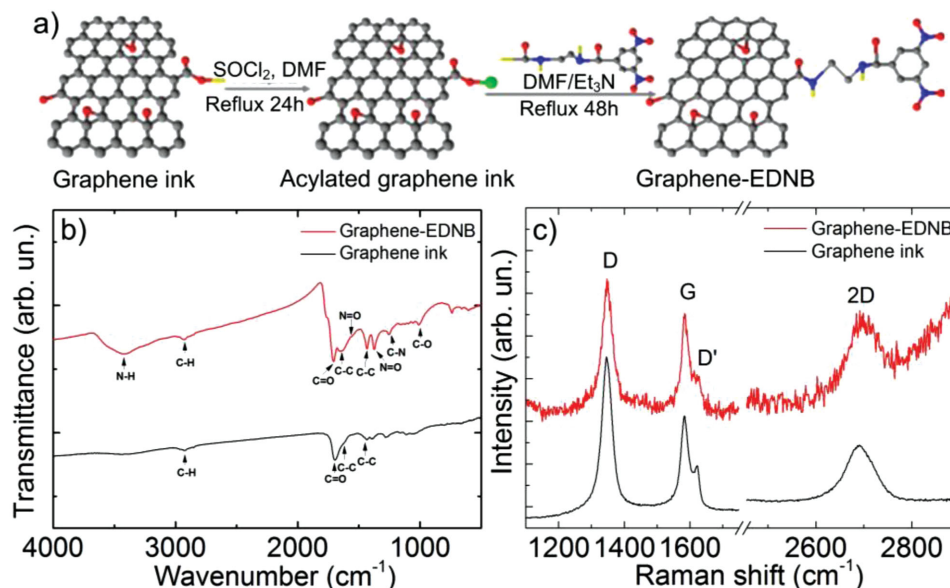 a)
SOCl₂, DMF
Reflux 24h
DMF/Et₃N
Reflux 48h
Graphene ink
Acylated graphene ink
Graphene-EDNB
b)
Graphene-EDNB
Graphene ink
Transmittance (arb. un.)
N-H
C-H
C=O
C-C
N=O
C-C
N=O
C-N
C-O
C-H
C=O
C-C
C-C
4000 3000 2000 1000
Wavenumber (cm⁻¹)
c)
Graphene-EDNB
Graphene ink
Intensity (arb. un.)
D
G
D'
2D
1200 1400 1600 2600 2800
Raman shift (cm⁻¹)